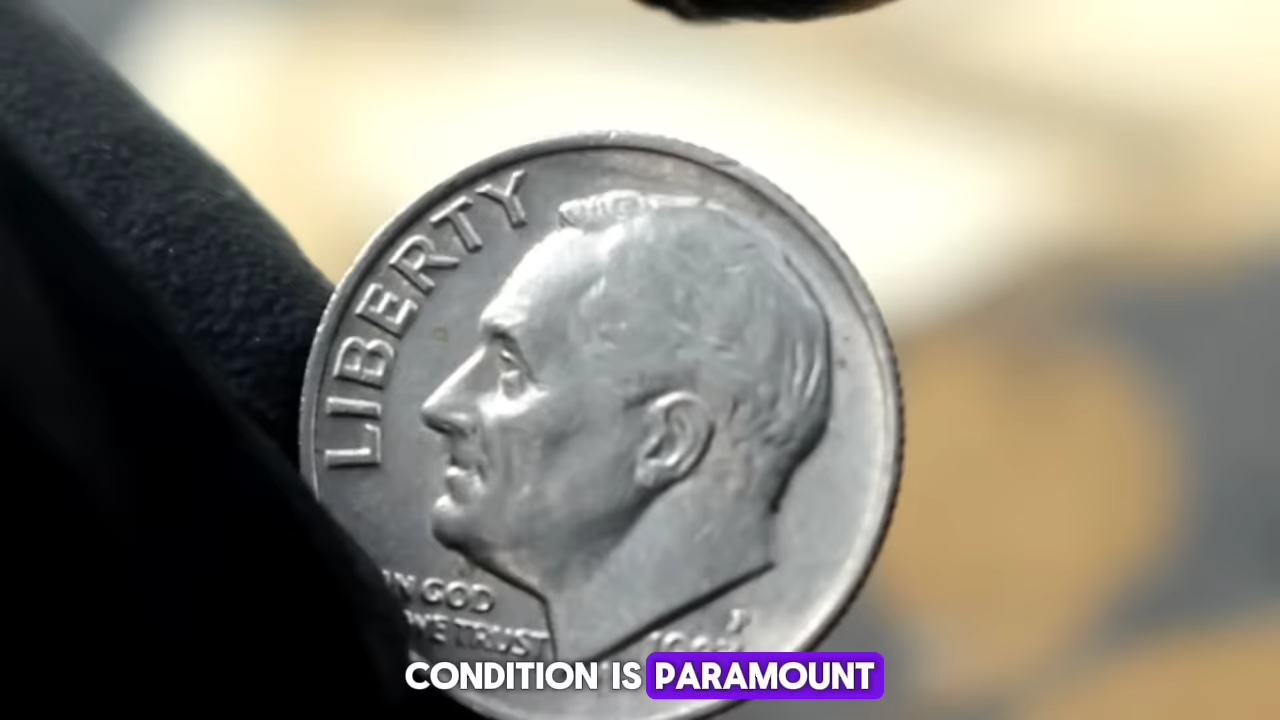 LIBERTY
IN GOD
WE TRUST
P
CONDITION IS PARAMOUNT